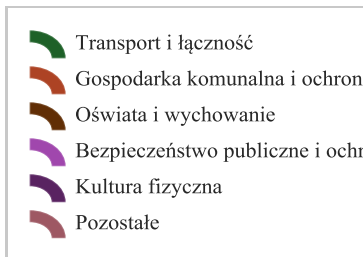 Transport i łączność
Gospodarka komunalna i ochron
Oświata i wychowanie
Bezpieczeństwo publiczne i ochr
Kultura fizyczna
Pozostałe